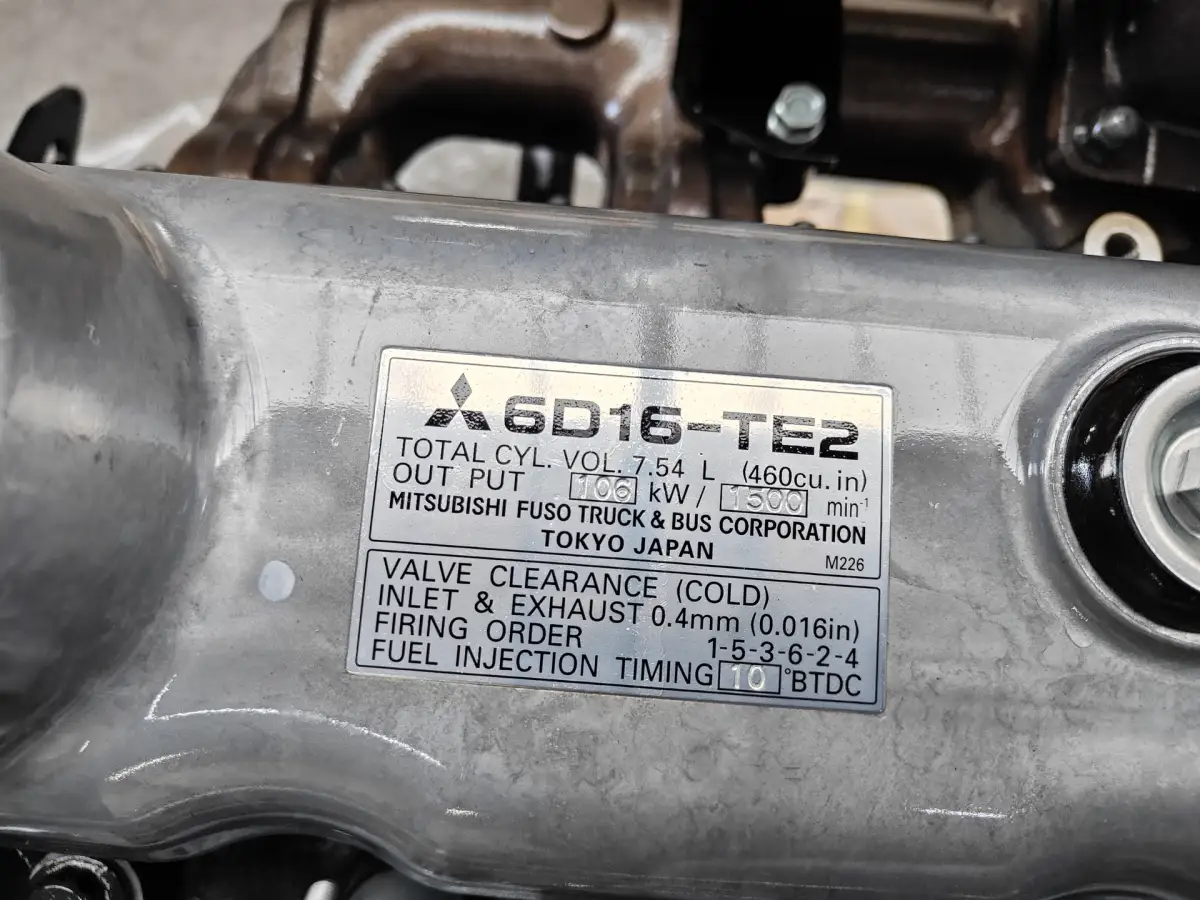 6D16-TE2
TOTAL CYL. VOL. 7.54 L (460cu. in)
OUT PUT 106 kW / 1500 min-1
MITSUBISHI FUSO TRUCK & BUS CORPORATION
TOKYO JAPAN
M226
VALVE CLEARANCE (COLD)
INLET & EXHAUST 0.4mm (0.016in)
FIRING ORDER 1-5-3-6-2-4
FUEL INJECTION TIMING 10 °BTDC